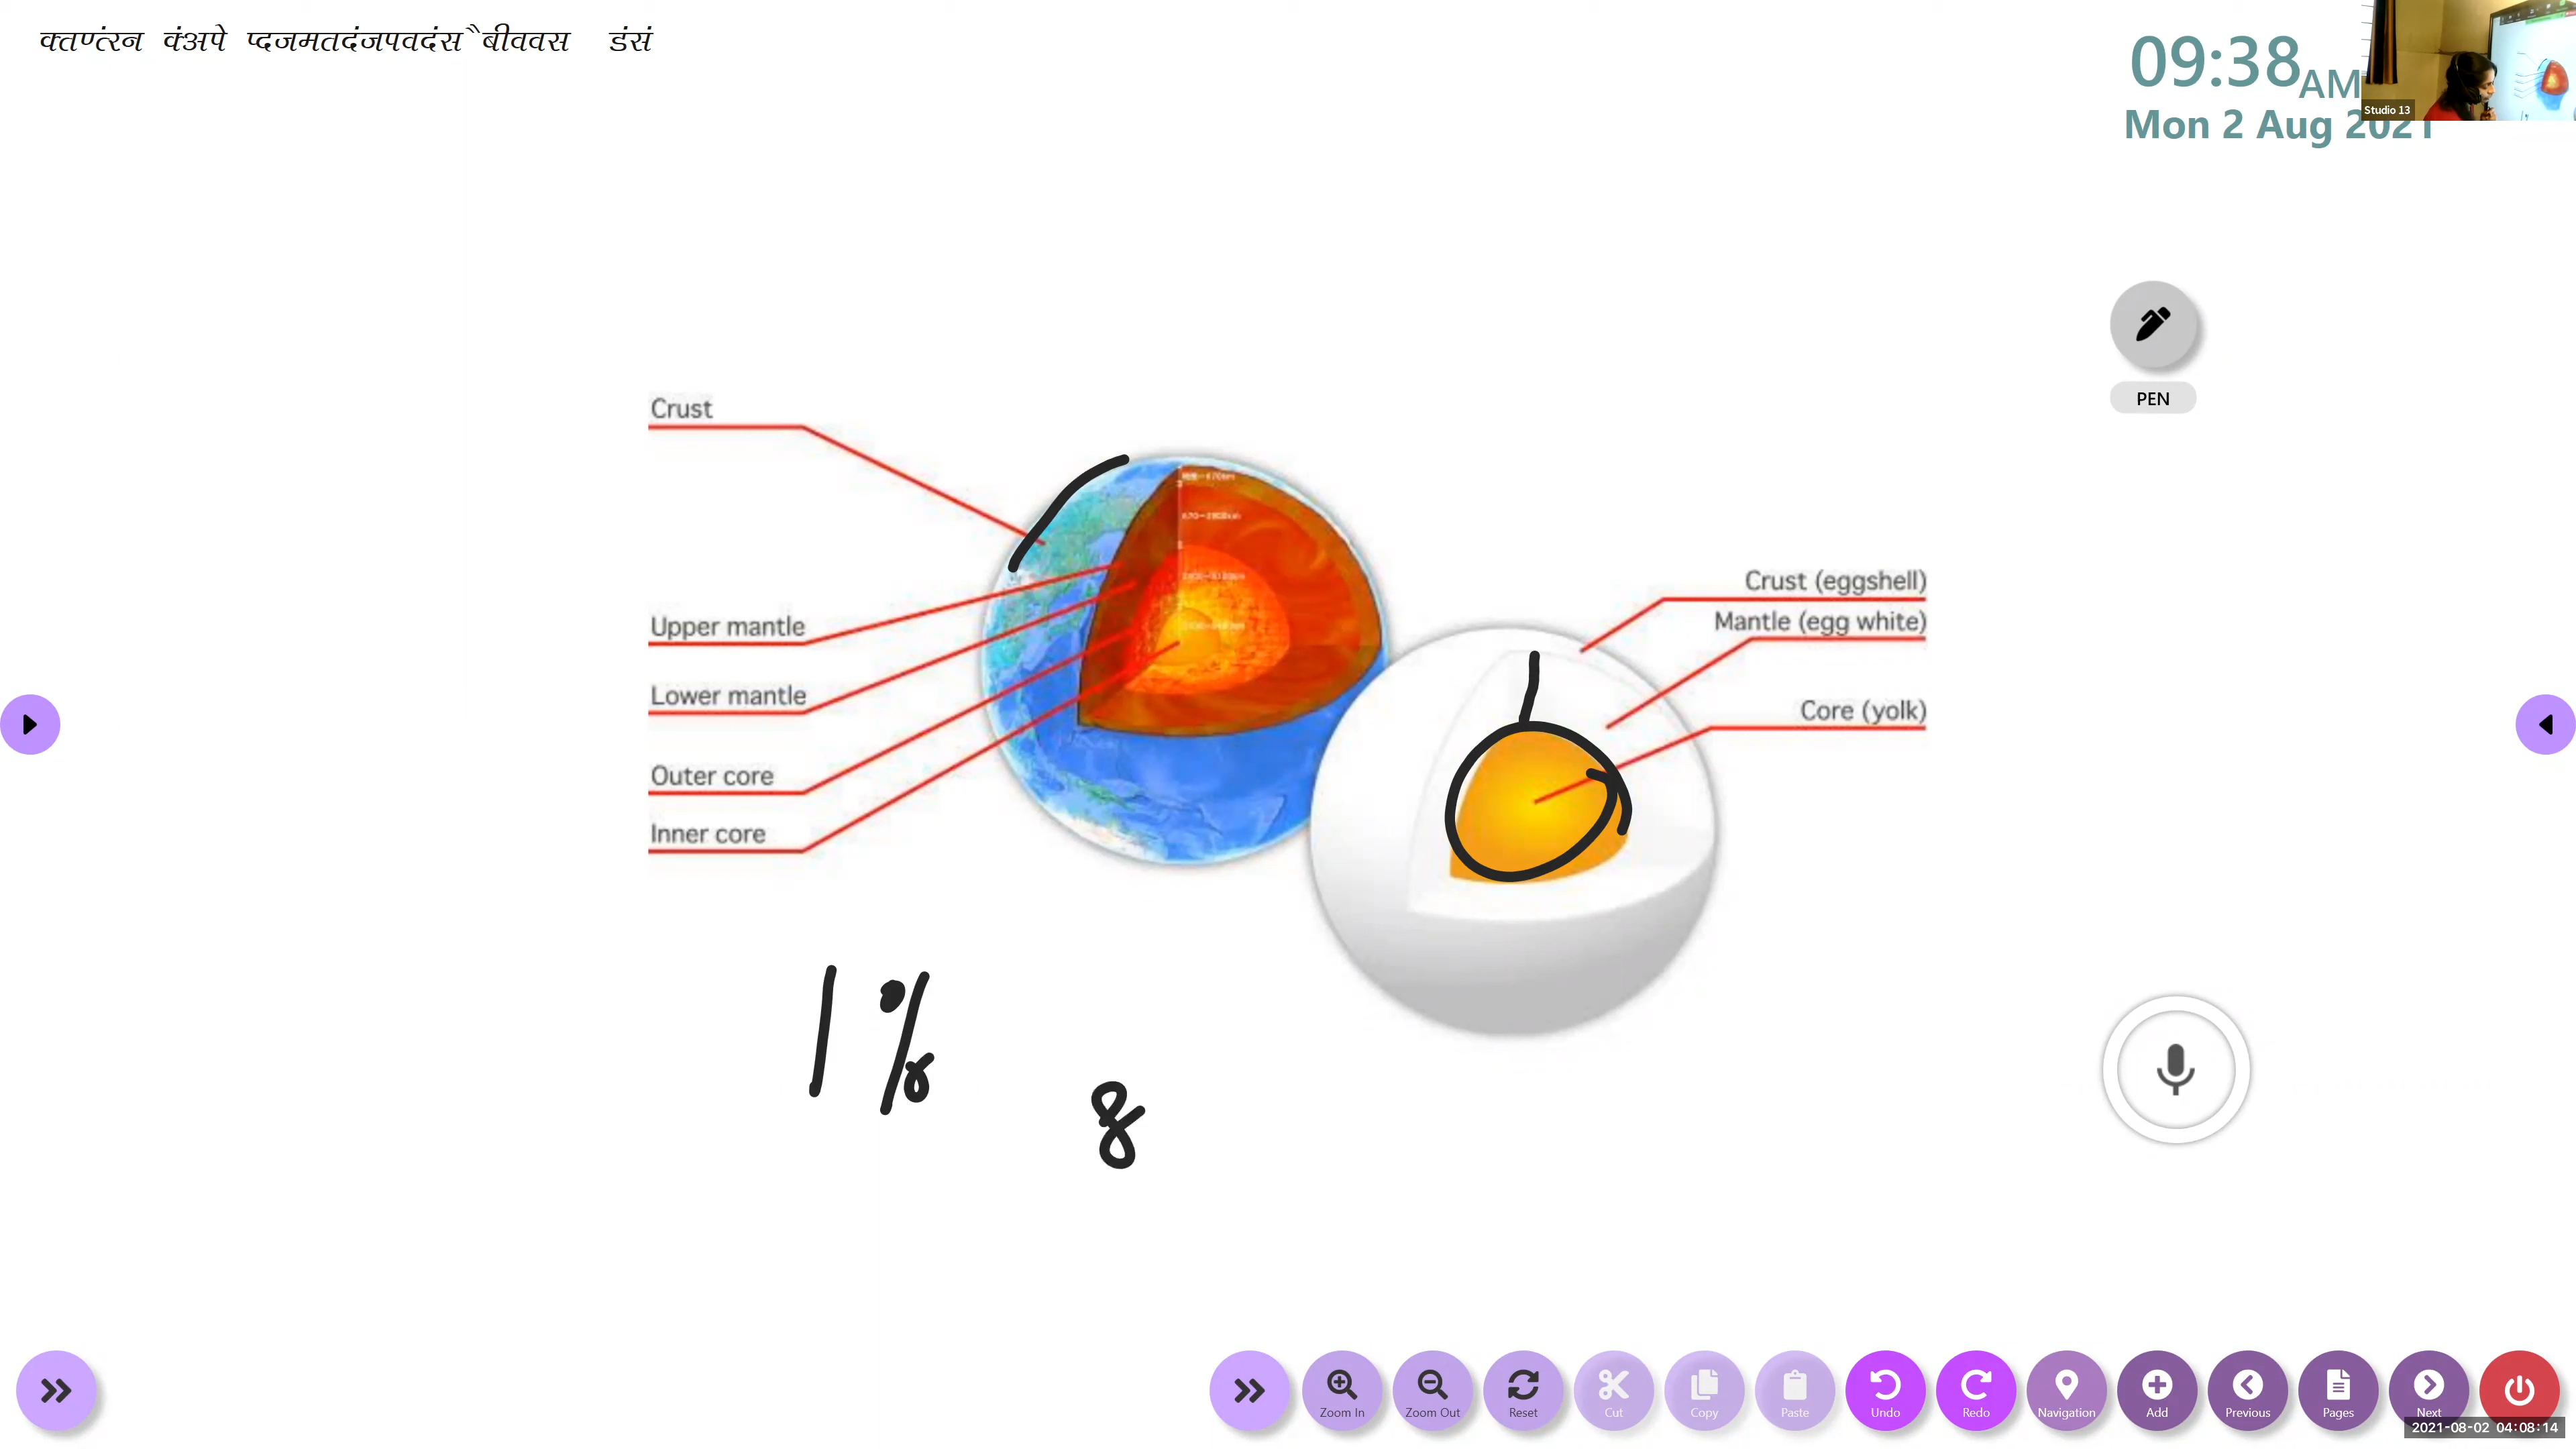 क्तण्तंरन कंअपे प्दजमतदंजपवदंस ैबीववस डंसं
09:38 AM
Mon 2 Aug 2021
Studio 13
PEN
Crust
Upper mantle
Lower mantle
Outer core
Inner core
Crust (eggshell)
Mantle (egg white)
Core (yolk)
1%
8
Zoom In
Zoom Out
Reset
Cut
Copy
Paste
Undo
Redo
Navigation
Add
Previous
Pages
Next
2021-08-02 04:08:14